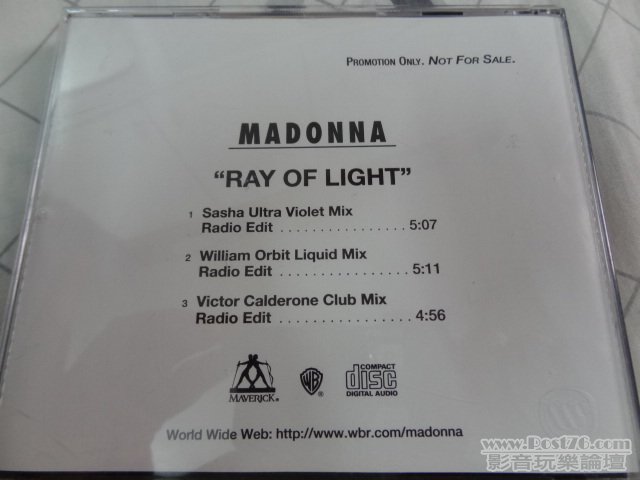 PROMOTION ONLY. NOT FOR SALE.
MADONNA
“RAY OF LIGHT”
1 Sasha Ultra Violet Mix
Radio Edit . . . . . . . . . . . . . . . . 5:07
2 William Orbit Liquid Mix
Radio Edit . . . . . . . . . . . . . . . . 5:11
3 Victor Calderone Club Mix
Radio Edit . . . . . . . . . . . . . . . . . 4:56
MAVERICK®
WB ®
COMPACT
disc
DIGITAL AUDIO
World Wide Web: http://www.wbr.com/madonna
www.Post76.com
影音玩樂論壇